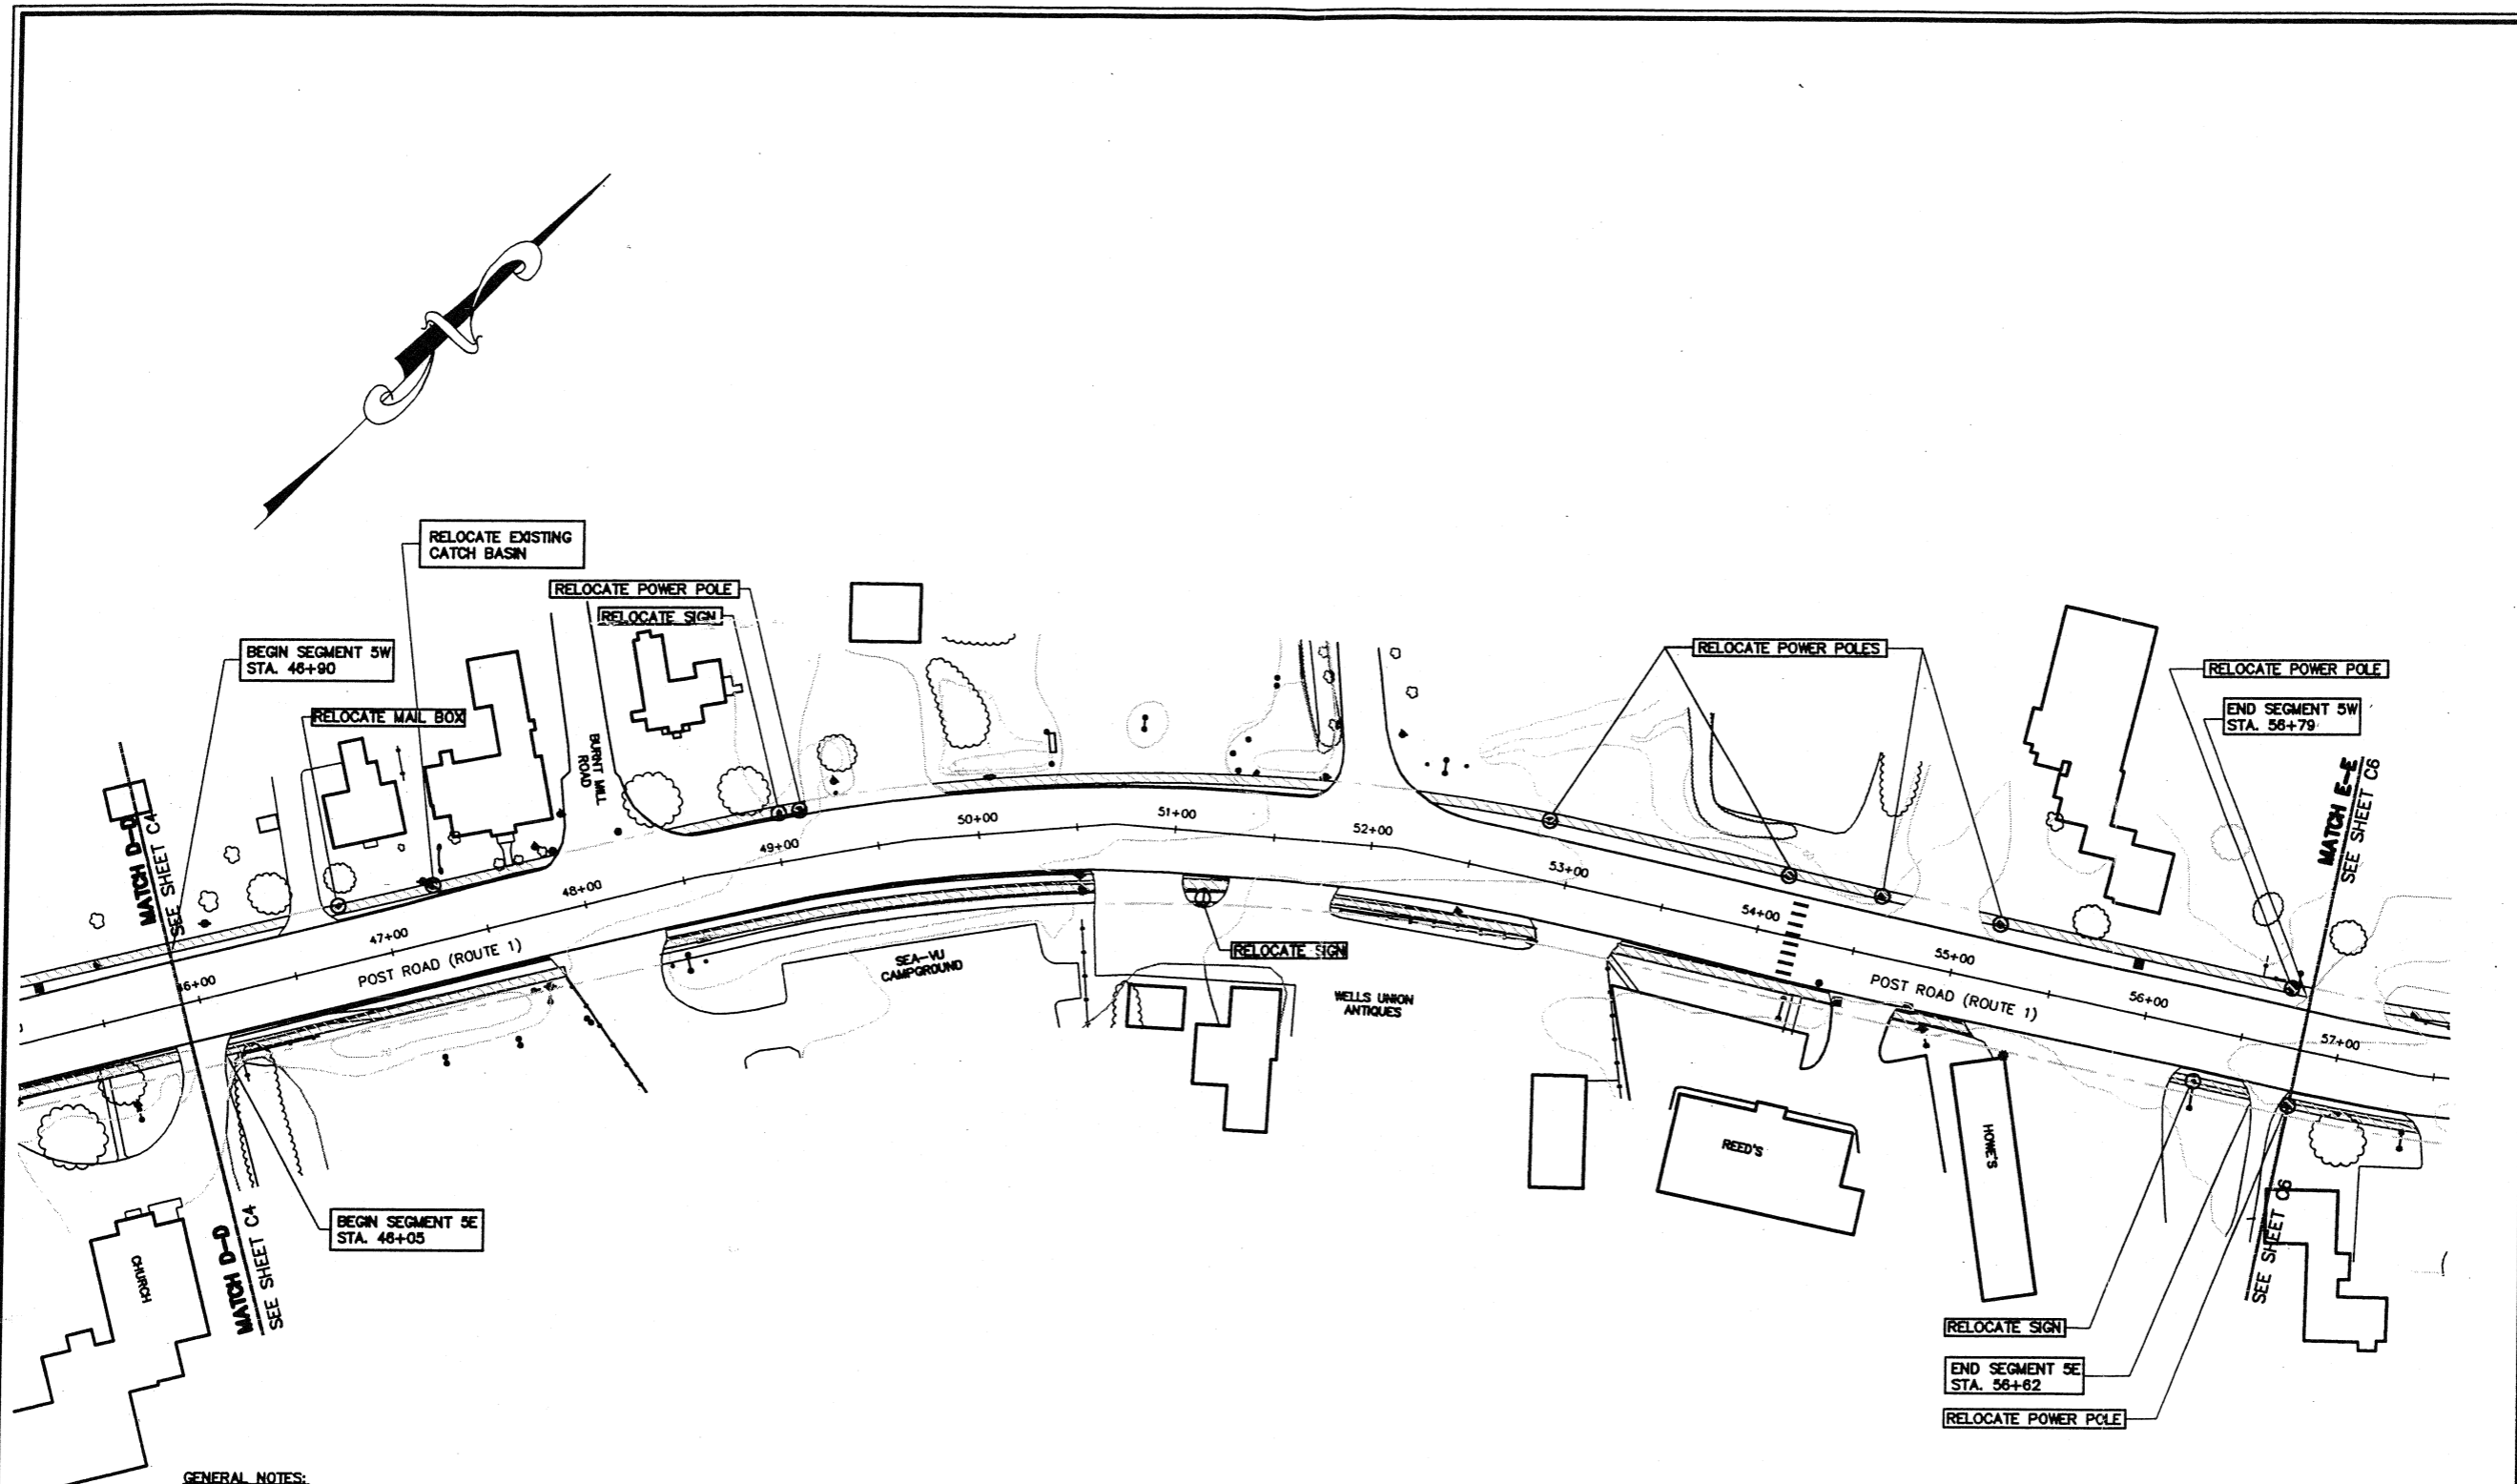 RELOCATE EXISTING
CATCH BASIN
RELOCATE POWER POLE
RELOCATE SIGN
BEGIN SEGMENT 5W
STA. 46+90
RELOCATE MAIL BOX
BURNT MILL
ROAD
RELOCATE POWER POLES
RELOCATE POWER POLE
END SEGMENT 5W
STA. 56+79
MATCH D-D
SEE SHEET C4
MATCH E-E
SEE SHEET C6
46+00
47+00
48+00
49+00
50+00
51+00
52+00
53+00
54+00
55+00
56+00
57+00
POST ROAD (ROUTE 1)
POST ROAD (ROUTE 1)
SEA-VU
CAMPGROUND
RELOCATE SIGN
WELLS UNION
ANTIQUES
REED'S
HOWE'S
CHURCH
BEGIN SEGMENT 5E
STA. 46+05
MATCH D-D
SEE SHEET C4
SEE SHEET C6
RELOCATE SIGN
END SEGMENT 5E
STA. 56+62
RELOCATE POWER POLE
GENERAL NOTES: